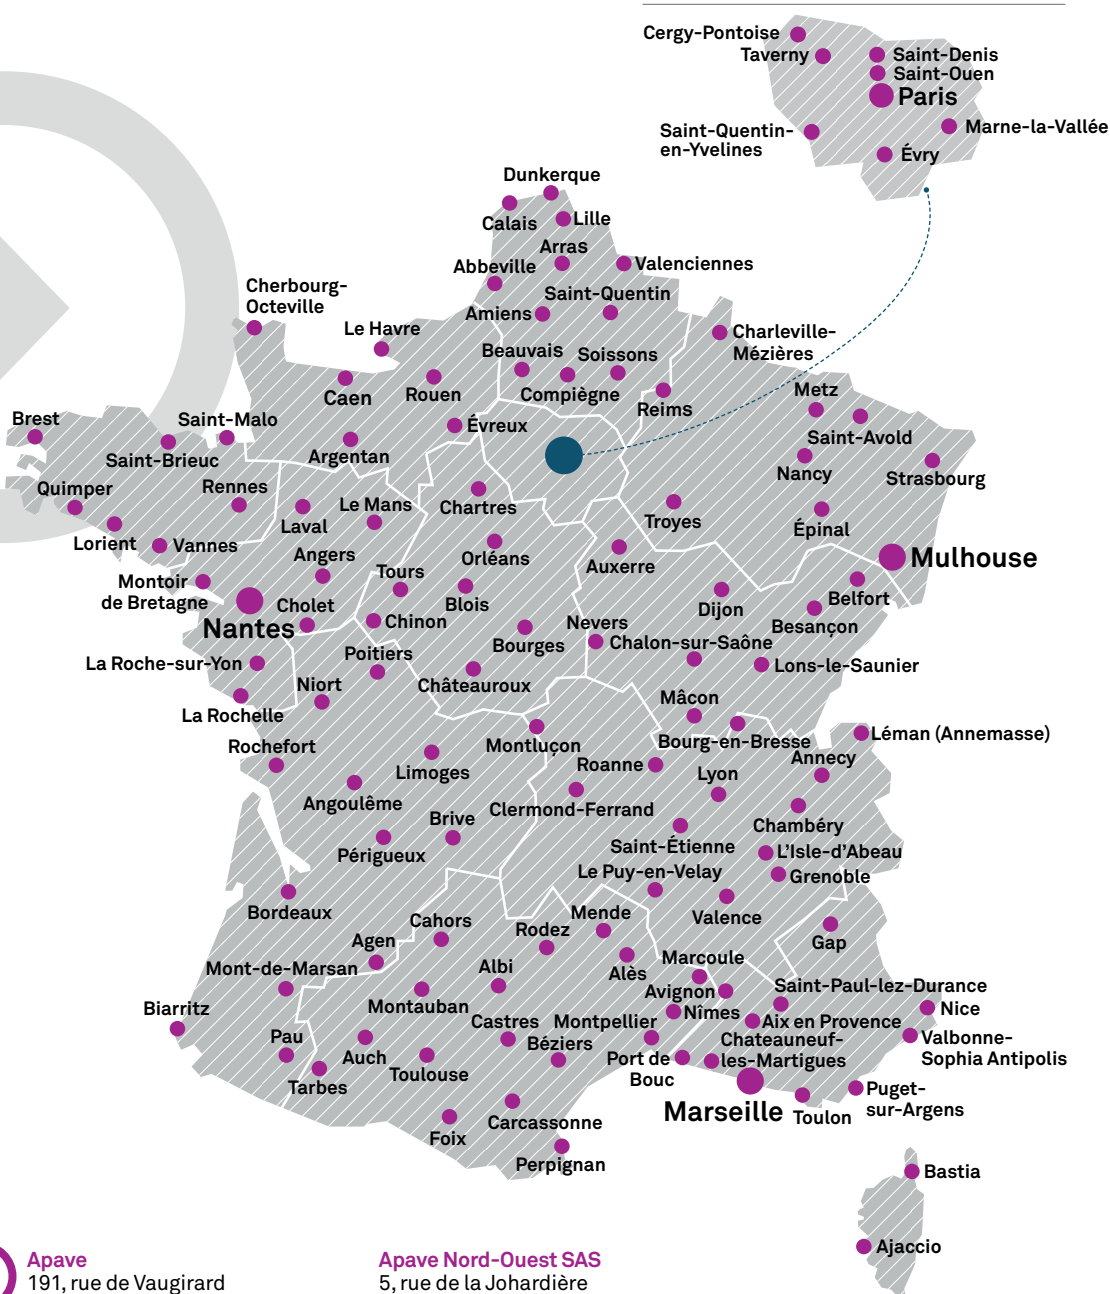 Cergy-Pontoise
Taverny
Saint-Denis
Saint-Ouen
Paris
Marne-la-Vallée
Saint-Quentin-
en-Yvelines
Évry
Dunkerque
Calais
Lille
Arras
Abbeville
Valenciennes
Cherbourg-
Octeville
Saint-Quentin
Amiens
Le Havre
Charleville-
Mézières
Beauvais
Soissons
Caen
Rouen
Compiègne
Reims
Metz
Brest
Saint-Malo
Évreux
Saint-Avold
Saint-Brieuc
Argentan
Nancy
Strasbourg
Quimper
Rennes
Le Mans
Chartres
Laval
Troyes
Épinal
Lorient
Vannes
Angers
Orléans
Auxerre
Mulhouse
Montoir
de Bretagne
Tours
Cholet
Blois
Dijon
Belfort
Nantes
Chinon
Bourges
Nevers
Besançon
Chalon-sur-Saône
La Roche-sur-Yon
Poitiers
Lons-le-Saunier
Niort
Châteauroux
La Rochelle
Mâcon
Rochefort
Montluçon
Bourg-en-Bresse
Léman (Annemasse)
Annecy
Limoges
Roanne
Lyon
Angoulême
Clermond-Ferrand
Brive
Chambéry
Périgueux
Saint-Étienne
L'Isle-d'Abeau
Le Puy-en-Velay
Grenoble
Bordeaux
Valence
Cahors
Mende
Rodez
Agen
Gap
Mont-de-Marsan
Albi
Alès
Marcoule
Saint-Paul-lez-Durance
Avignon
Biarritz
Montauban
Nîmes
Nice
Castres
Montpellier
Aix en Provence
Pau
Béziers
Chateauneuf-
les-Martigues
Valbonne-
Sophia Antipolis
Auch
Toulouse
Port de
Bouc
Tarbes
Marseille
Puget-
sur-Argens
Toulon
Carcassonne
Foix
Perpignan
Bastia
Ajaccio
Apave
191, rue de Vaugirard
Apave Nord-Ouest SAS
5, rue de la Johardière